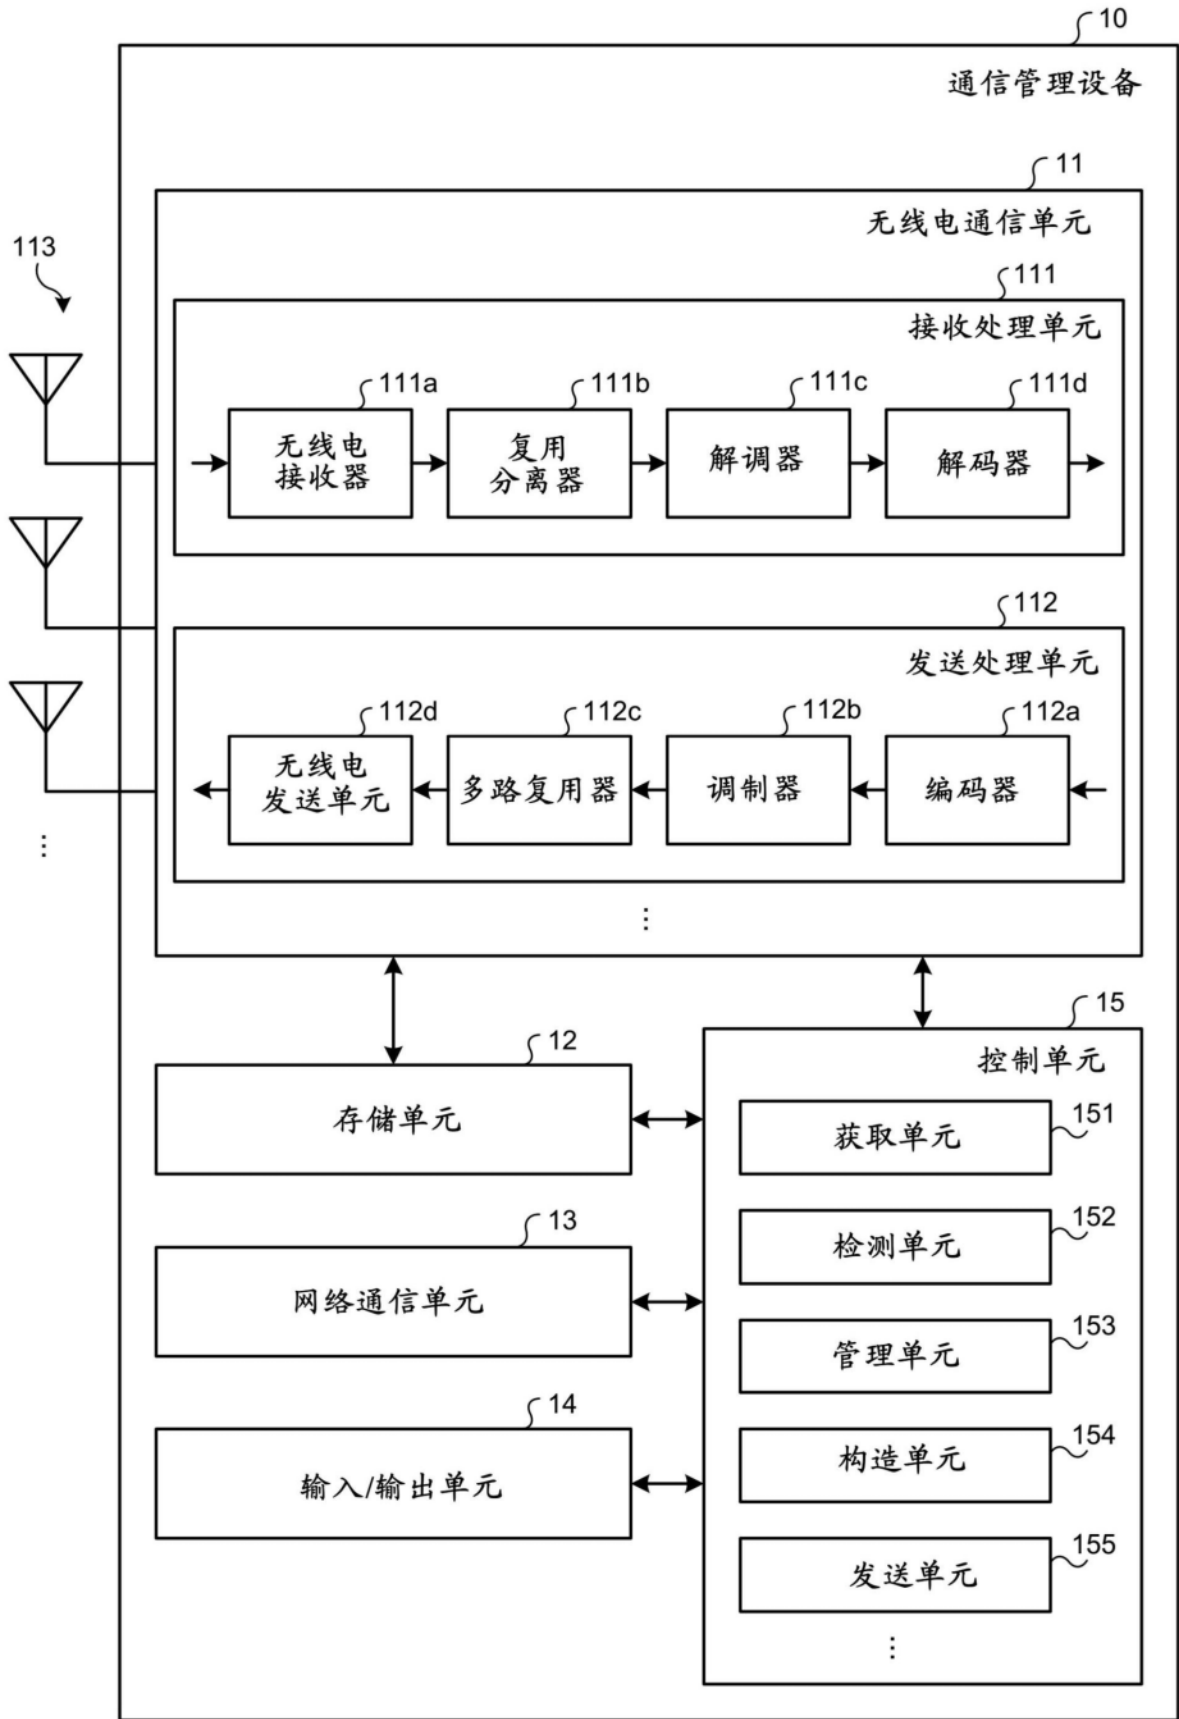 10
通信管理设备
11
无线电通信单元
113
111
接收处理单元
111a
111b
111c
111d
无线电
接收器
复用
分离器
解调器
解码器
112
发送处理单元
112d
112c
112b
112a
无线电
发送单元
多路复用器
调制器
编码器
⋮
⋮
15
控制单元
12
存储单元
151
获取单元
152
检测单元
13
网络通信单元
153
管理单元
14
输入/输出单元
154
构造单元
155
发送单元
⋮